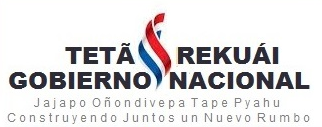 TETÃ REKUÁI
GOBIERNO NACIONAL
Jajapo Oñondivepa Tape Pyahu
Construyendo Juntos un Nuevo Rumbo